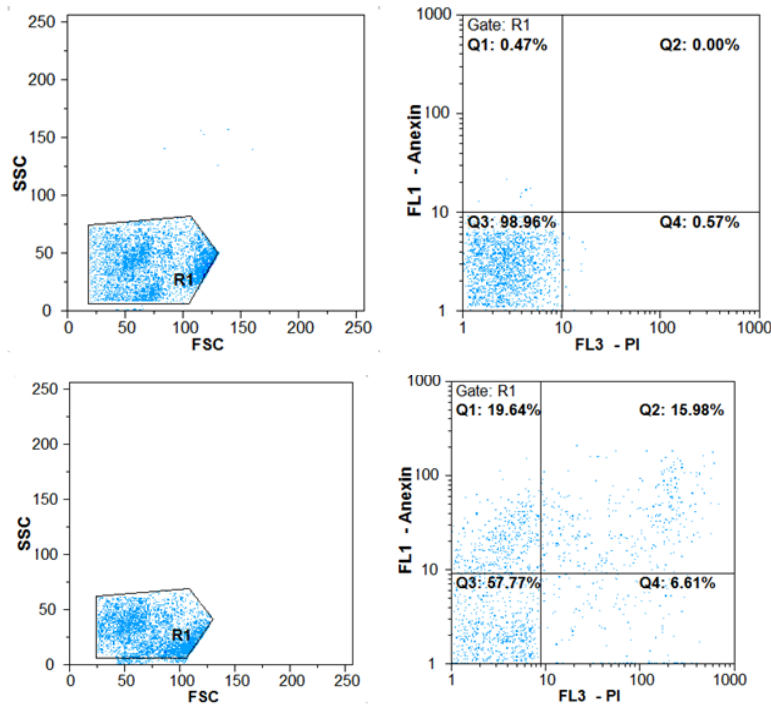 250
200
150
100
50
0
SSC
R1
0 50 100 150 200 250
FSC
1000
100
10
1
FL1 - Anexin
Gate: R1
Q1: 0.47% Q2: 0.00%
Q3: 98.96% Q4: 0.57%
1 10 100 1000
FL3 - PI
250
200
150
100
50
0
SSC
R1
0 50 100 150 200 250
FSC
1000
100
10
1
FL1 - Anexin
Gate: R1
Q1: 19.64% Q2: 15.98%
Q3: 57.77% Q4: 6.61%
1 10 100 1000
FL3 - PI